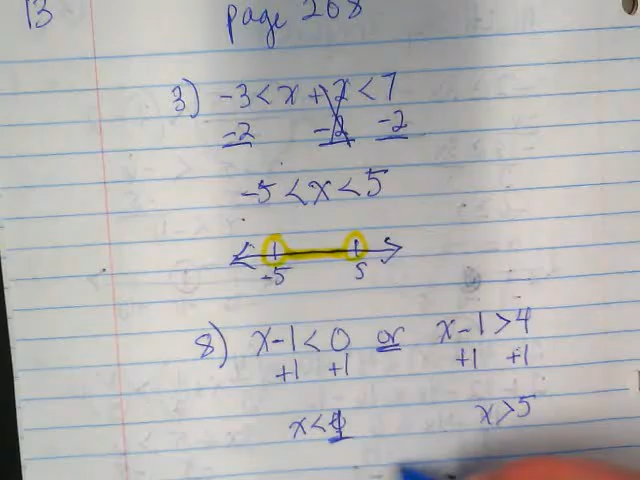 13 page 268
3) -3 < x + 2 < 7
-2 -2 -2
-5 < x < 5
-5 5
8) x-1 < 0 or x-1 > 4
+1 +1 +1 +1
x < 1 x > 5